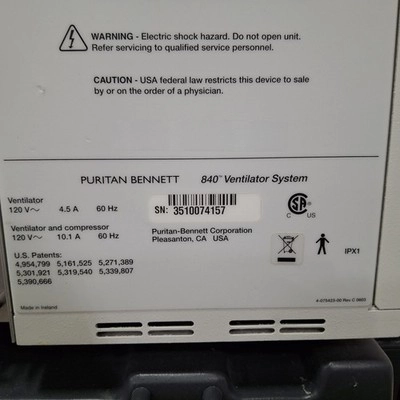 WARNING - Electric shock hazard. Do not open unit.
Refer servicing to qualified service personnel.
CAUTION - USA federal law restricts this device to sale
by or on the order of a physician.
PURITAN BENNETT 840™ Ventilator System
Ventilator
120 V~ 4.5 A 60 Hz
SN: 3510074157
SA
C US
Ventilator and compressor
120 V~ 10.1 A 60 Hz
Puritan-Bennett Corporation
Pleasanton, CA USA
IPX1
U.S. Patents:
4,954,799 5,161,525 5,271,389
5,301,921 5,319,540 5,339,807
5,390,666
Made in Ireland